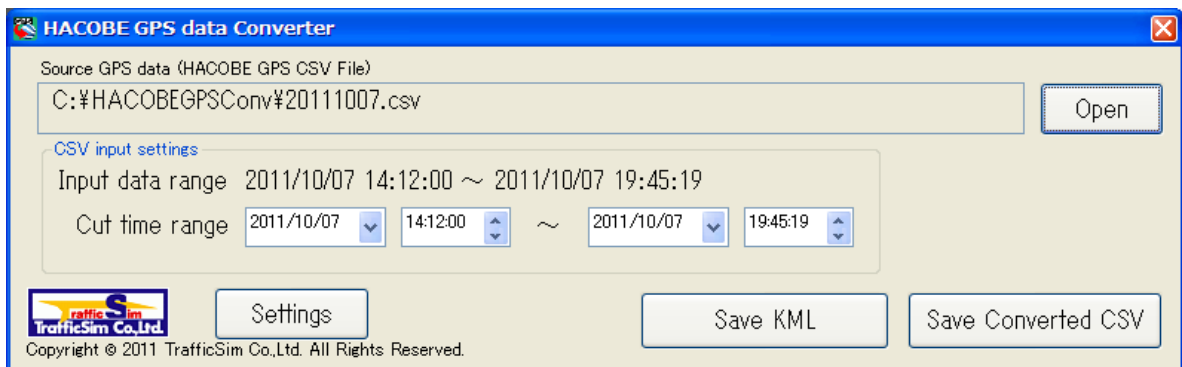 HACOBE GPS data Converter
Source GPS data (HACOBE GPS CSV File)
C:¥HACOBEGPSConv¥20111007.csv
Open
CSV input settings
Input data range 2011/10/07 14:12:00 ～ 2011/10/07 19:45:19
Cut time range 2011/10/07 14:12:00 ～ 2011/10/07 19:45:19
Traffic Sim
TrafficSim Co.,Ltd.
Settings
Save KML
Save Converted CSV
Copyright © 2011 TrafficSim Co.,Ltd. All Rights Reserved.